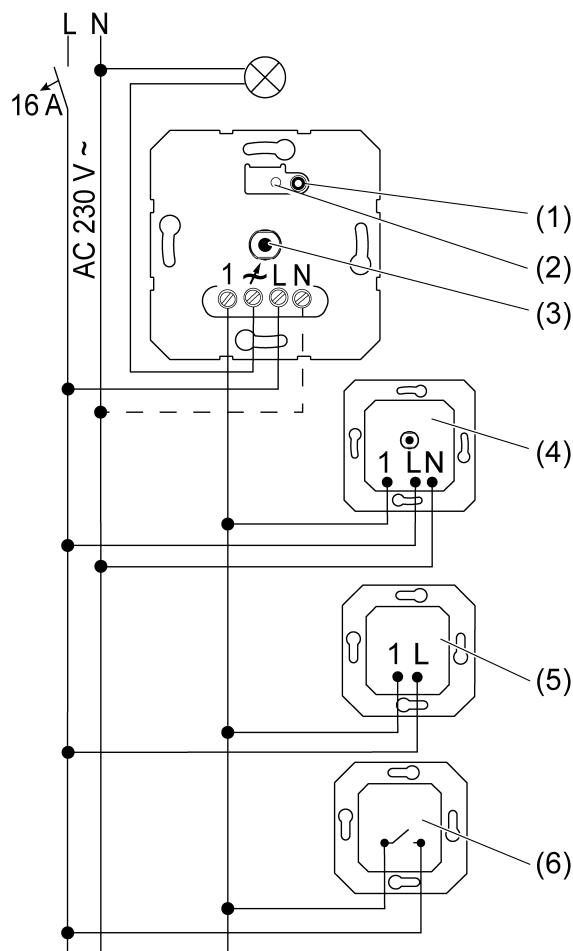 L N
16 A
AC 230 V ~
(1)
(2)
(3)
1 L N
(4)
1 L N
(5)
1 L
(6)